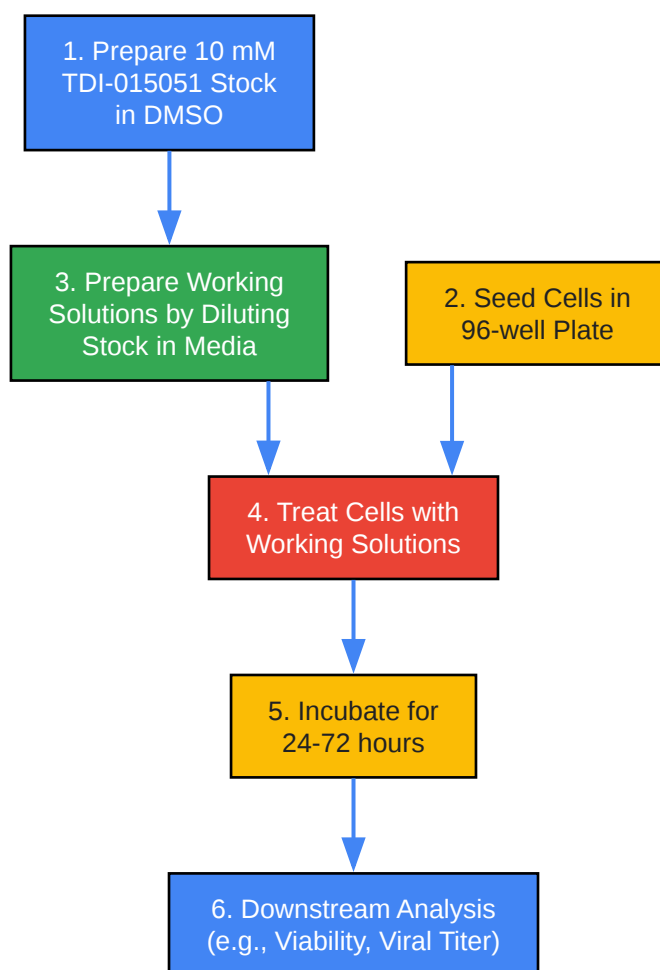 1. Prepare 10 mM
TDI-015051 Stock
in DMSO
3. Prepare Working
Solutions by Diluting
Stock in Media
2. Seed Cells in
96-well Plate
4. Treat Cells with
Working Solutions
5. Incubate for
24-72 hours
6. Downstream Analysis
(e.g., Viability, Viral Titer)